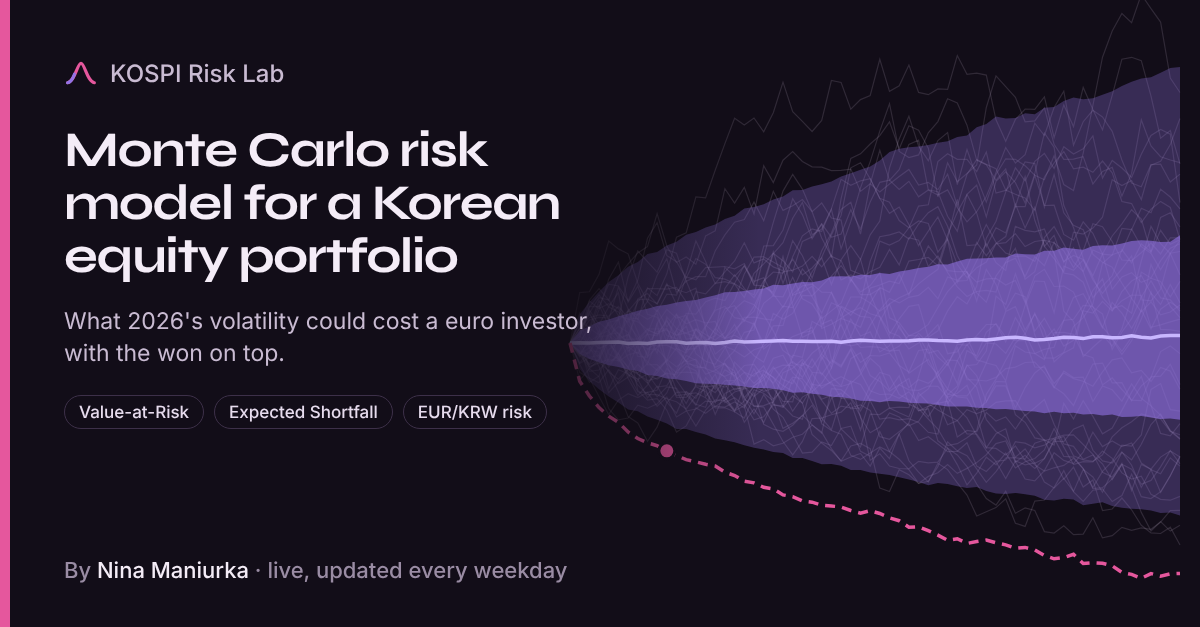 KOSPI Risk Lab
Monte Carlo risk
model for a Korean
equity portfolio
What 2026's volatility could cost a euro investor,
with the won on top.
Value-at-Risk
Expected Shortfall
EUR/KRW risk
By Nina Maniurka · live, updated every weekday